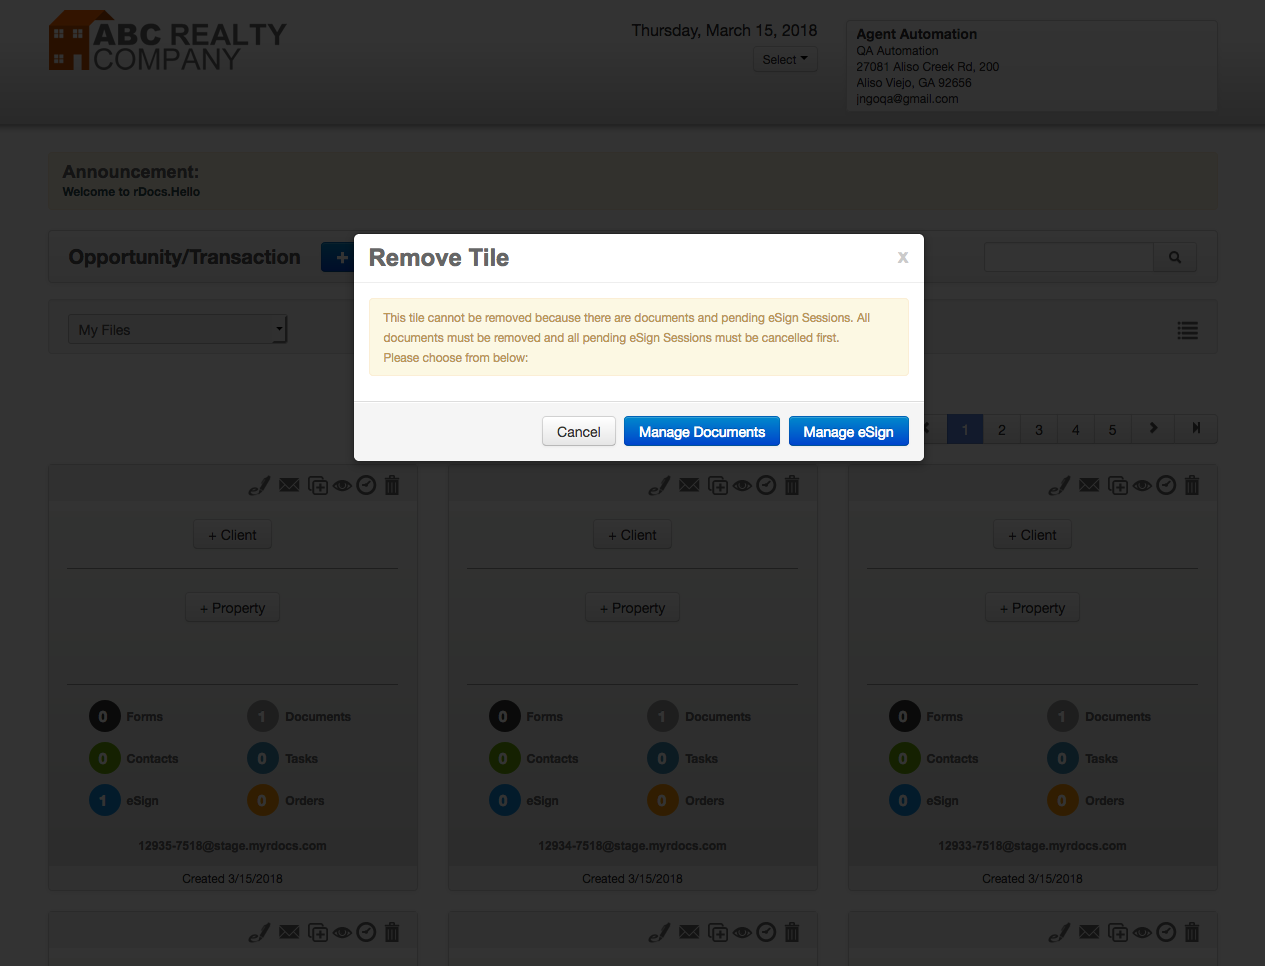 ABC REALTY
COMPANY
Thursday, March 15, 2018
Select
Agent Automation
QA Automation
27081 Aliso Creek Rd, 200
Aliso Viejo, GA 92656
jngoqa@gmail.com
Announcement:
Welcome to rDocs.Hello
Opportunity/Transaction
+
My Files
Remove Tile
x
This tile cannot be removed because there are documents and pending eSign Sessions. All
documents must be removed and all pending eSign Sessions must be cancelled first.
Please choose from below:
Cancel Manage Documents Manage eSign
1 2 3 4 5
+ Client + Client + Client
+ Property + Property + Property
0 Forms 1 Documents 0 Forms 1 Documents 0 Forms 1 Documents
0 Contacts 0 Tasks 0 Contacts 0 Tasks 0 Contacts 0 Tasks
1 eSign 0 Orders 0 eSign 0 Orders 0 eSign 0 Orders
12935-7518@stage.myrdocs.com 12934-7518@stage.myrdocs.com 12933-7518@stage.myrdocs.com
Created 3/15/2018 Created 3/15/2018 Created 3/15/2018